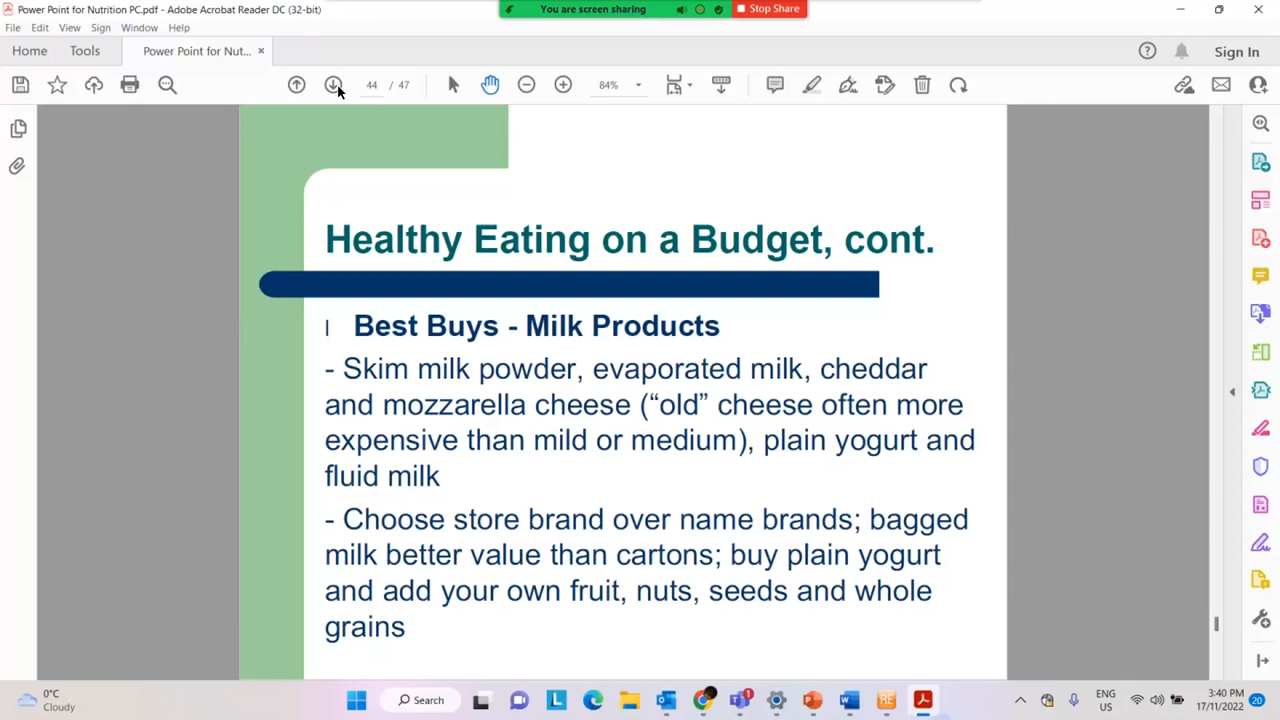 Power Point for Nutrition PC.pdf - Adobe Acrobat Reader DC (32-bit)
You are screen sharing
Stop Share
File Edit View Sign Window Help
Home Tools Power Point for Nut... ×
Sign In
44 / 47 84%
Healthy Eating on a Budget, cont.
l Best Buys - Milk Products
- Skim milk powder, evaporated milk, cheddar
and mozzarella cheese (“old” cheese often more
expensive than mild or medium), plain yogurt and
fluid milk
- Choose store brand over name brands; bagged
milk better value than cartons; buy plain yogurt
and add your own fruit, nuts, seeds and whole
grains
0°C
Cloudy
Search
ENG
US
3:40 PM
17/11/2022
20